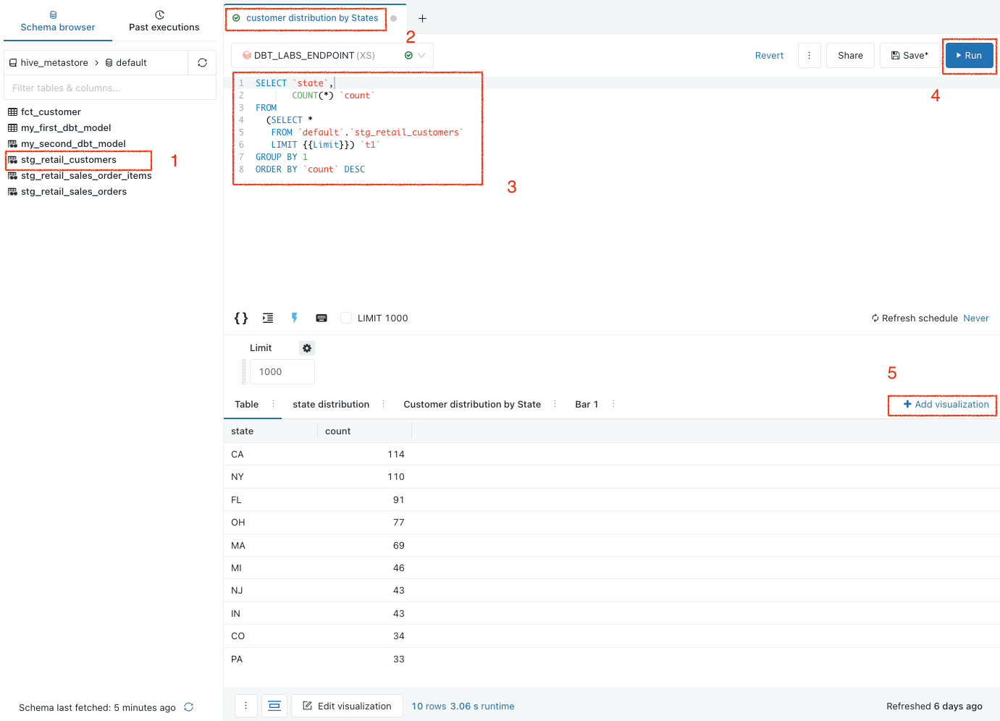 Schema browser
Past executions
hive_metastore > default
Filter tables & columns...
fct_customer
my_first_dbt_model
my_second_dbt_model
stg_retail_customers
1
stg_retail_sales_order_items
stg_retail_sales_orders
Schema last fetched: 5 minutes ago
customer distribution by States
2
DBT_LABS_ENDPOINT (XS)
Revert
Share
Save*
Run
4
1 SELECT `state`,
2 COUNT(*) `count`
3 FROM
4 (SELECT *
5 FROM `default`.`stg_retail_customers`
6 LIMIT {{Limit}}) `t1`
7 GROUP BY 1
8 ORDER BY `count` DESC
3
{} LIMIT 1000
Refresh schedule Never
Limit
1000
5
Table state distribution Customer distribution by State Bar 1
+ Add visualization
state count
CA 114
NY 110
FL 91
OH 77
MA 69
MI 46
NJ 43
IN 43
CO 34
PA 33
Edit visualization
10 rows 3.06 s runtime
Refreshed 6 days ago